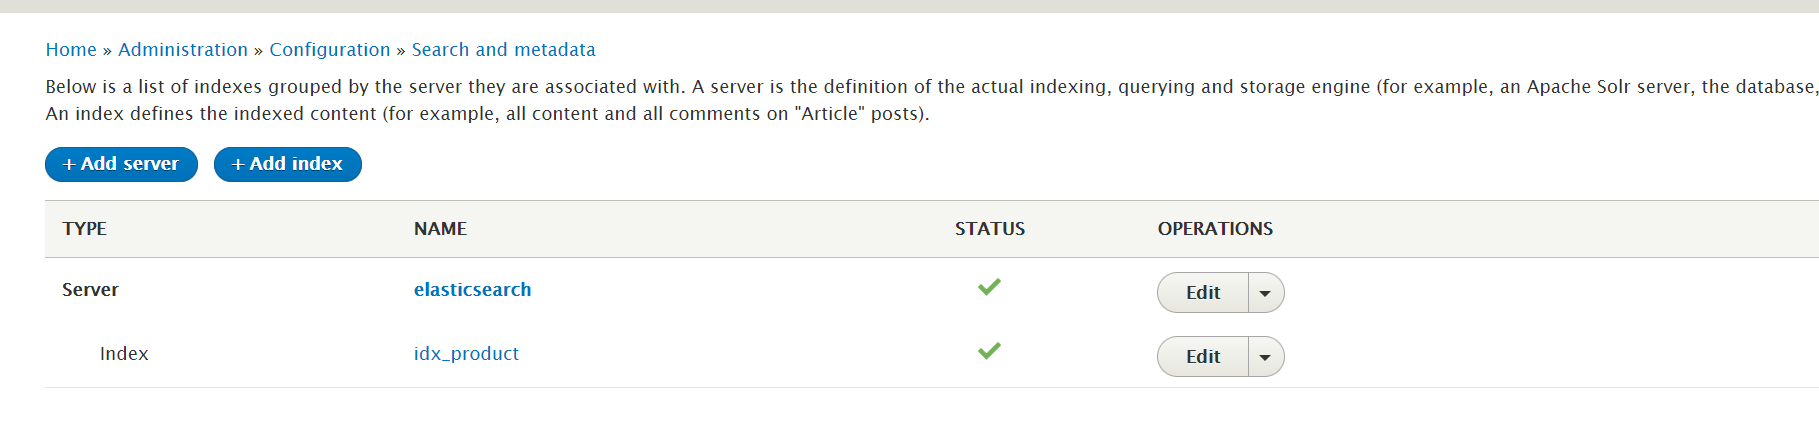 Home » Administration » Configuration » Search and metadata
Below is a list of indexes grouped by the server they are associated with. A server is the definition of the actual indexing, querying and storage engine (for example, an Apache Solr server, the database,
An index defines the indexed content (for example, all content and all comments on "Article" posts).
+ Add server + Add index
TYPE NAME STATUS OPERATIONS
Server elasticsearch Edit
Index idx_product Edit